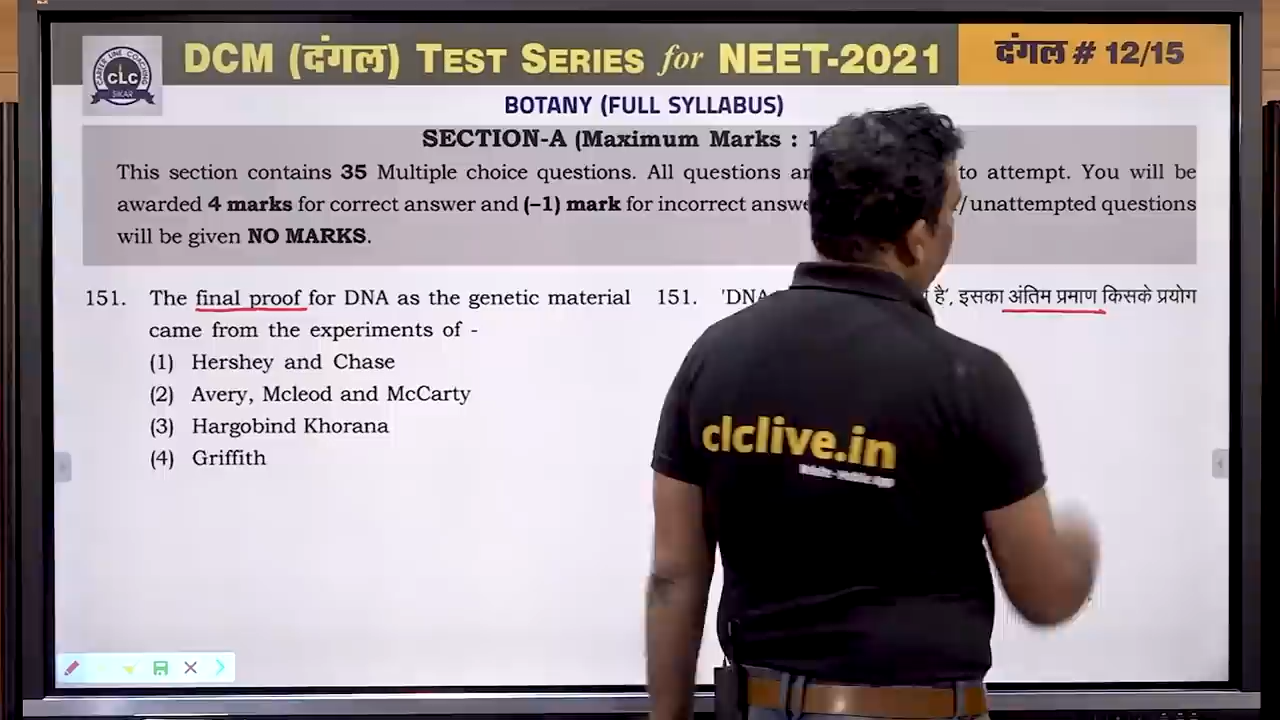 CLC
SIKAR
DCM (दंगल) TEST SERIES for NEET-2021
दंगल # 12/15
BOTANY (FULL SYLLABUS)
SECTION-A (Maximum Marks : 1
This section contains 35 Multiple choice questions. All questions to attempt. You will be
awarded 4 marks for correct answer and (–1) mark for incorrect /unattempted questions
will be given NO MARKS.
151. The final proof for DNA as the genetic material
came from the experiments of -
(1) Hershey and Chase
(2) Avery, Mcleod and McCarty
(3) Hargobind Khorana
(4) Griffith
151. 'DNA है', इसका अंतिम प्रमाण किसके प्रयोग
clclive.in